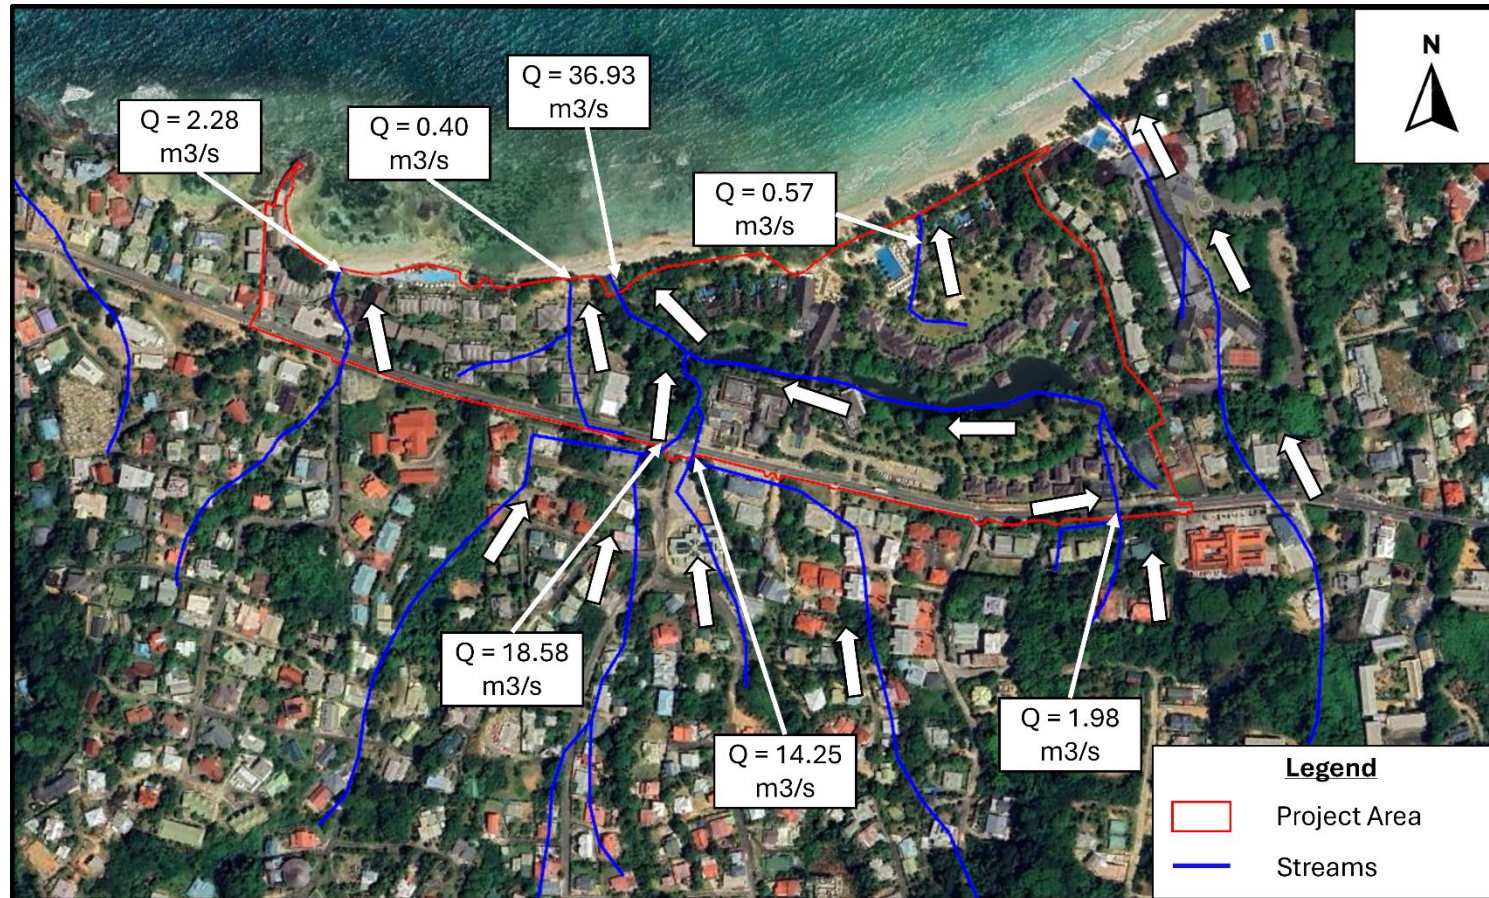 N
Q = 36.93
m3/s
Q = 2.28
m3/s
Q = 0.40
m3/s
Q = 0.57
m3/s
Q = 18.58
m3/s
Q = 14.25
m3/s
Q = 1.98
m3/s
Legend
Project Area
Streams